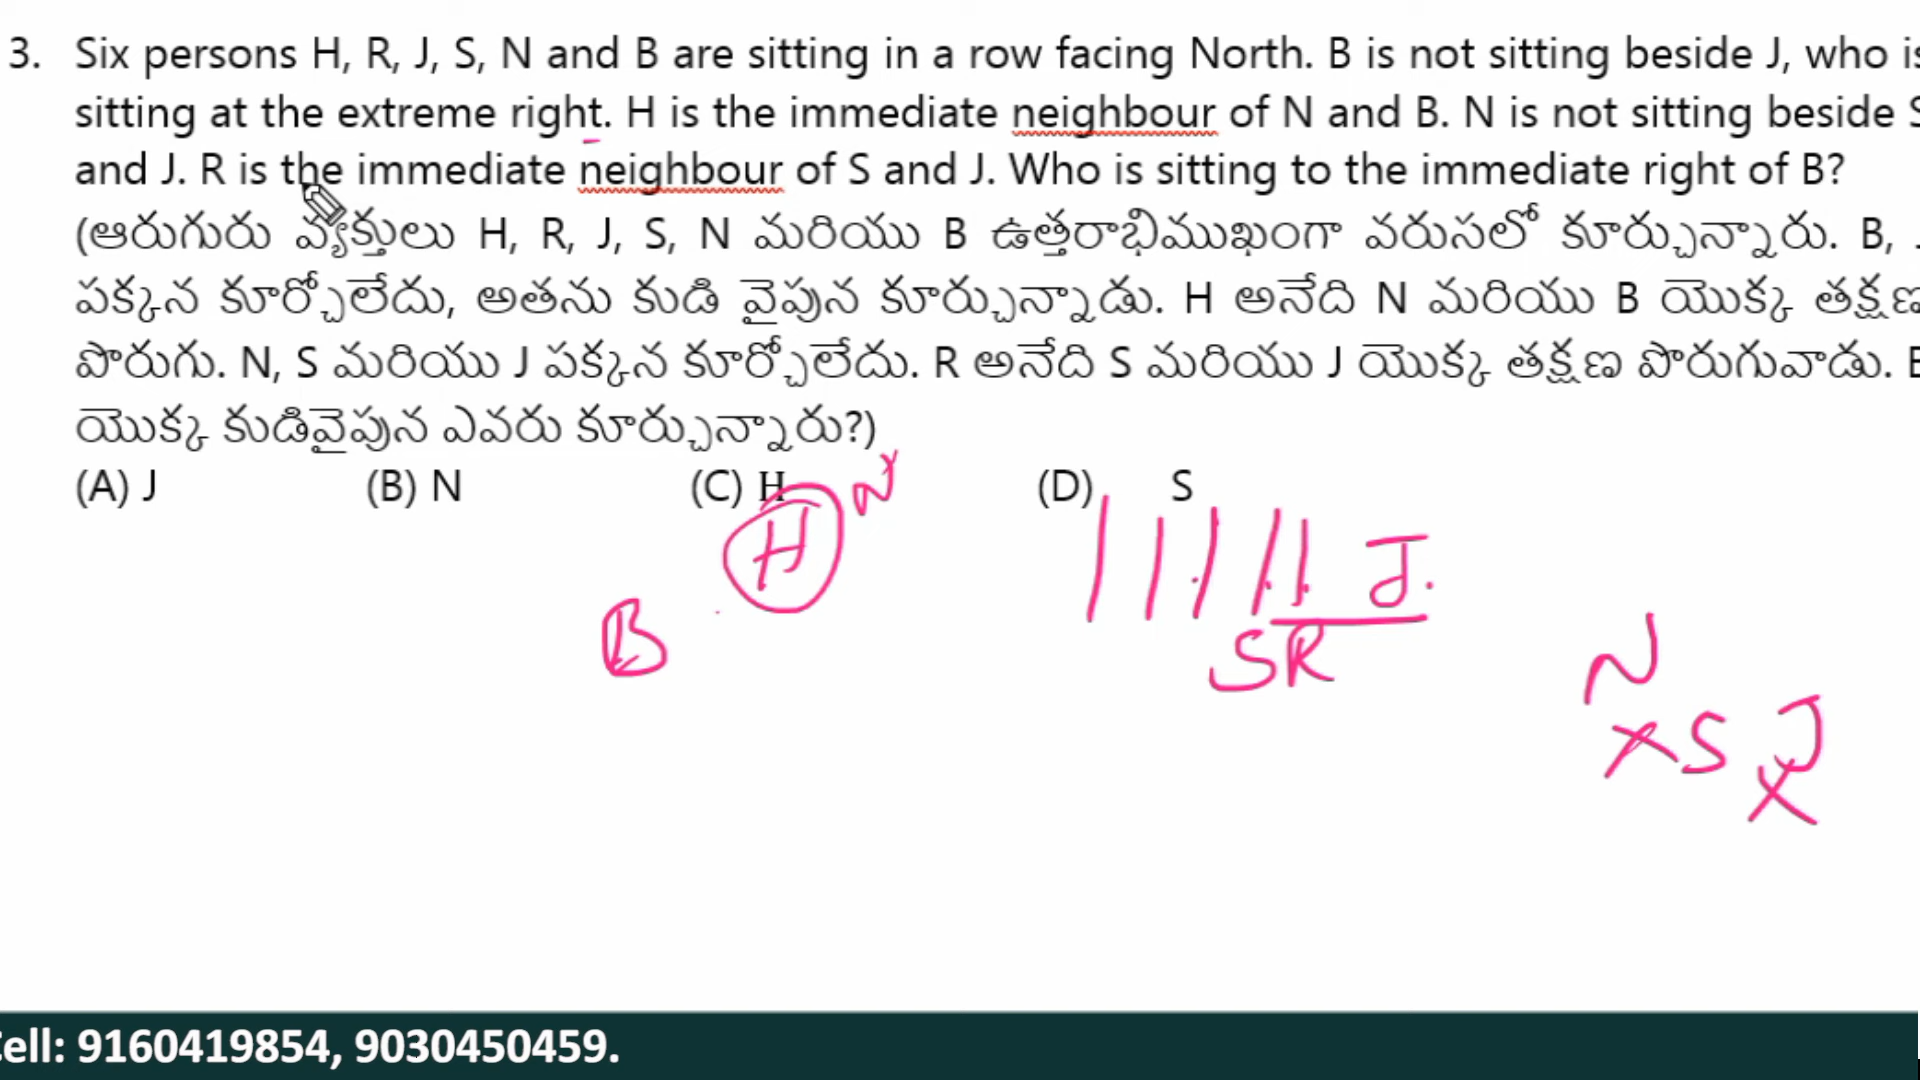 3. Six persons H, R, J, S, N and B are sitting in a row facing North. B is not sitting beside J, who is
sitting at the extreme right. H is the immediate neighbour of N and B. N is not sitting beside S
and J. R is the immediate neighbour of S and J. Who is sitting to the immediate right of B?
(ఆరుగురు వ్యక్తులు H, R, J, S, N మరియు B ఉత్తరాభిముఖంగా వరుసలో కూర్చున్నారు. B,
పక్కన కూర్చోలేదు, అతను కుడి వైపున కూర్చున్నాడు. H అనేది N మరియు B యొక్క తక్షణ
పొరుగు. N, S మరియు J పక్కన కూర్చోలేదు. R అనేది S మరియు J యొక్క తక్షణ పొరుగువాడు. B
యొక్క కుడివైపున ఎవరు కూర్చున్నారు?)
(A) J (B) N (C) H (D) S
H N
J
B
S R
N
S J
Cell: 9160419854, 9030450459.